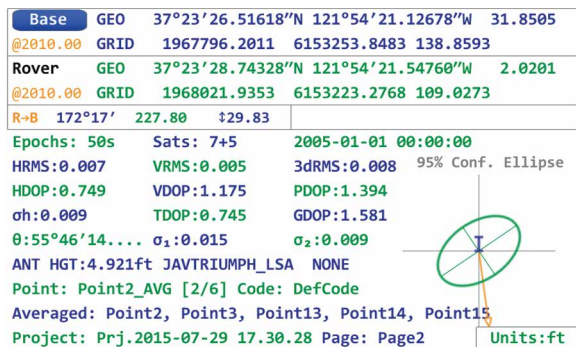 Base GEO 37°23'26.51618"N 121°54'21.12678"W 31.8505
@2010.00 GRID 1967796.2011 6153253.8483 138.8593
Rover GEO 37°23'28.74328"N 121°54'21.54760"W 2.0201
@2010.00 GRID 1968021.9353 6153223.2768 109.0273
R→B 172°17' 227.80 ↕29.83
Epochs: 50s Sats: 7+5 2005-01-01 00:00:00
HRMS:0.007 VRMS:0.005 3dRMS:0.008 95% Conf. Ellipse
HDOP:0.749 VDOP:1.175 PDOP:1.394
σh:0.009 TDOP:0.745 GDOP:1.581
θ:55°46'14.... σ₁:0.015 σ₂:0.009
ANT HGT:4.921ft JAVTRIUMPH_LSA NONE
Point: Point2_AVG [2/6] Code: DefCode
Averaged: Point2, Point3, Point13, Point14, Point15
Project: Prj.2015-07-29 17.30.28 Page: Page2 Units:ft